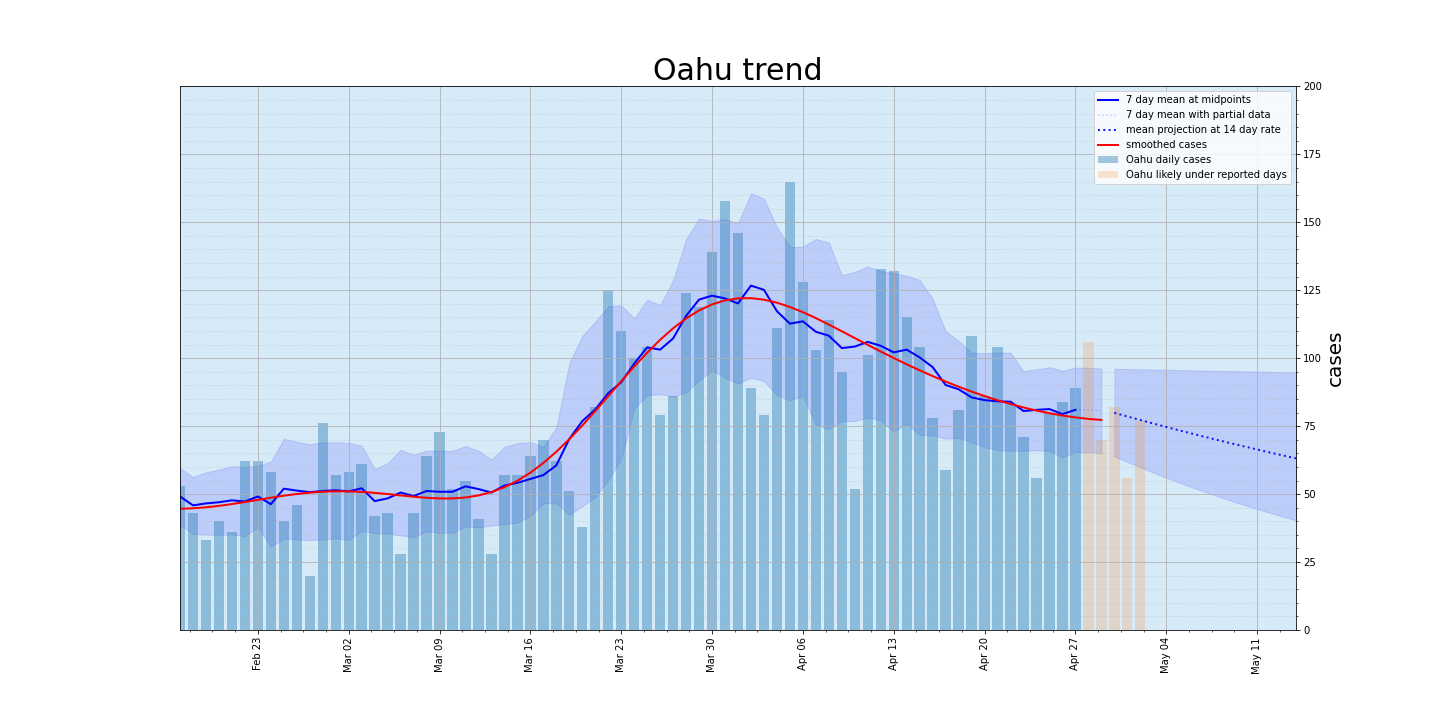 Oahu trend
7 day mean at midpoints
7 day mean with partial data
mean projection at 14 day rate
smoothed cases
Oahu daily cases
Oahu likely under reported days
200
175
150
125
100
75
50
25
0
cases
Feb 23
Mar 02
Mar 09
Mar 16
Mar 23
Mar 30
Apr 06
Apr 13
Apr 20
Apr 27
May 04
May 11